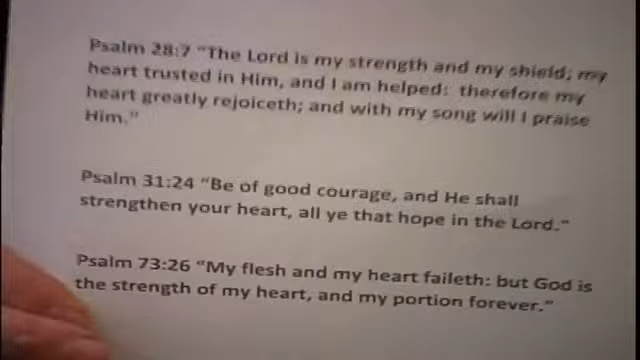 Psalm 28:7 “The Lord is my strength and my shield; my
heart trusted in Him, and I am helped: therefore my
heart greatly rejoiceth; and with my song will I praise
Him.”
Psalm 31:24 “Be of good courage, and He shall
strengthen your heart, all ye that hope in the Lord.”
Psalm 73:26 “My flesh and my heart faileth: but God is
the strength of my heart, and my portion forever.”